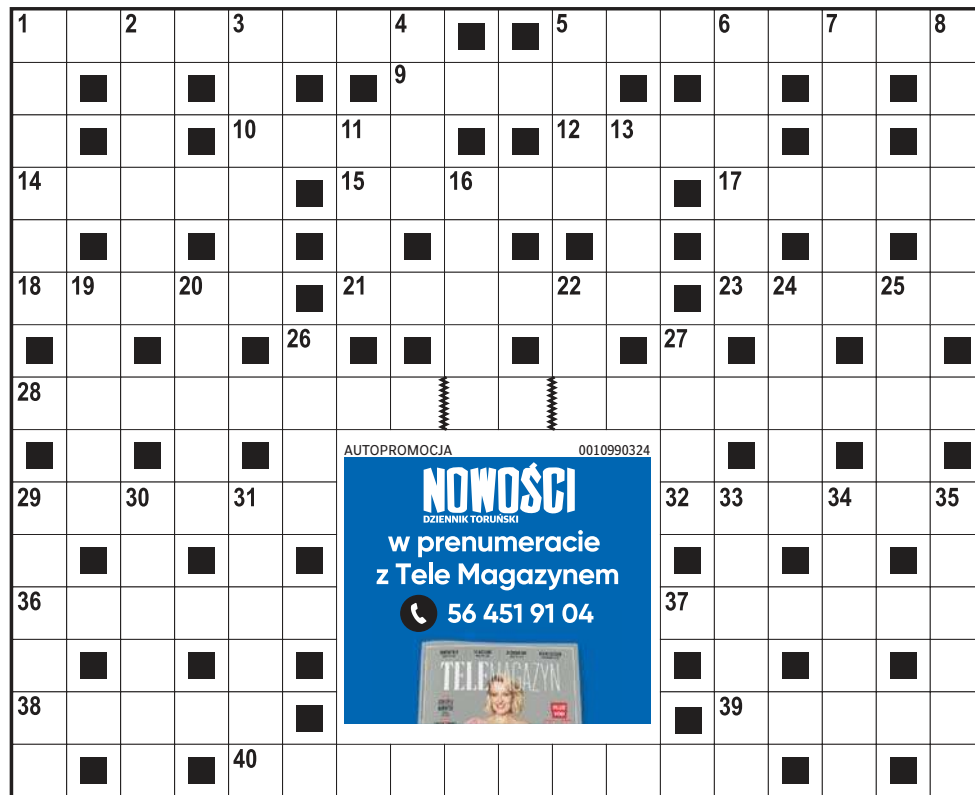 1 2 3 4 5 6 7 8
9
10 11 12 13
14 15 16 17
18 19 20 21 22 23 24 25
26 27
28
AUTOPROMOCJA 0010990324
NOWOŚCI
DZIENNIK TORUŃSKI
w prenumeracie
z Tele Magazynem
56 451 91 04
TELEMAGAZYN
29 30 31 32 33 34 35
36 37
38 39
40